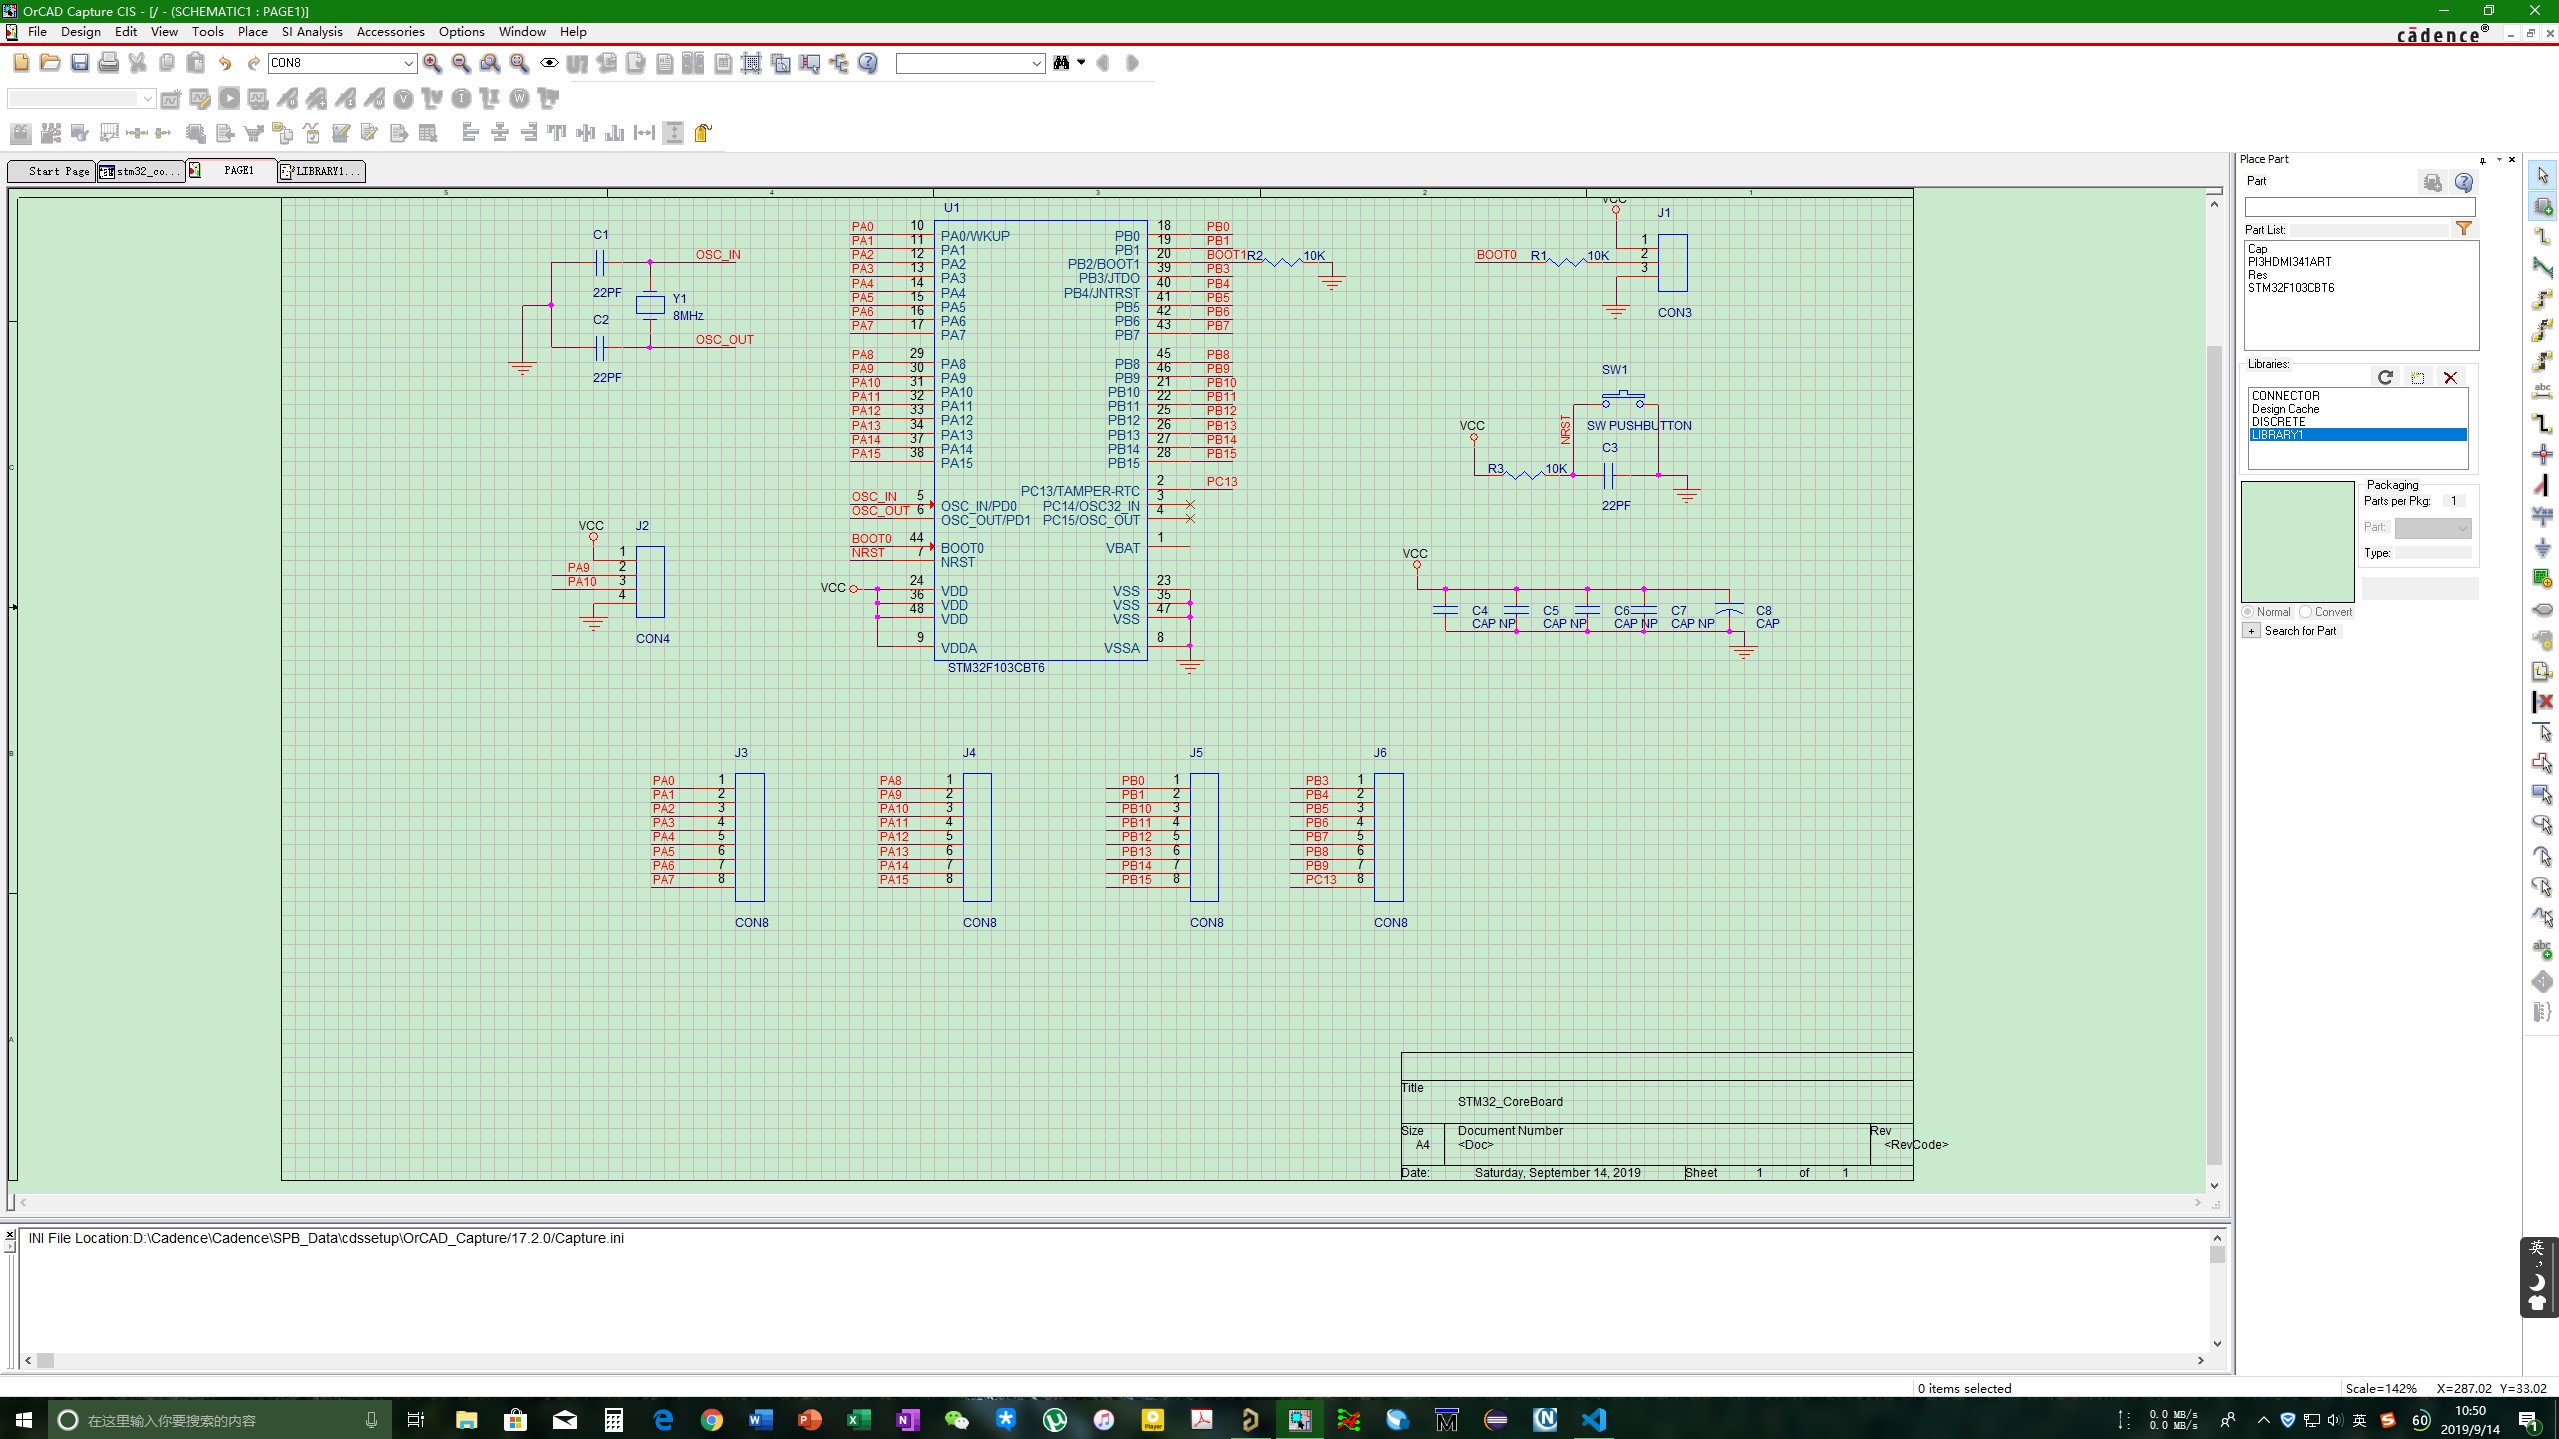 OrCAD Capture CIS - [/ - (SCHEMATIC1 : PAGE1)]
File Design Edit View Tools Place SI Analysis Accessories Options Window Help
cādence®
CON8
Start Page stm32_co... PAGE1 LIBRARY1...
5 4 3 2 1
C
B
A
C1
22PF
C2
22PF
Y1
8MHz
OSC_IN
OSC_OUT
U1
PA0 10 PA0/WKUP
PA1 11 PA1
PA2 12 PA2
PA3 13 PA3
PA4 14 PA4
PA5 15 PA5
PA6 16 PA6
PA7 17 PA7
PA8 29 PA8
PA9 30 PA9
PA10 31 PA10
PA11 32 PA11
PA12 33 PA12
PA13 34 PA13
PA14 37 PA14
PA15 38 PA15
OSC_IN 5 OSC_IN/PD0
OSC_OUT 6 OSC_OUT/PD1
BOOT0 44 BOOT0
NRST 7 NRST
VCC 24 VDD
36 VDD
48 VDD
9 VDDA
PB0 18 PB0
PB1 19 PB1
PB2/BOOT1 20 BOOT1 R2 10K
PB3/JTDO 39 PB3
PB4/JNTRST 40 PB4
PB5 41 PB5
PB6 42 PB6
PB7 43 PB7
PB8 45 PB8
PB9 46 PB9
PB10 21 PB10
PB11 22 PB11
PB12 25 PB12
PB13 26 PB13
PB14 27 PB14
PB15 28 PB15
PC13/TAMPER-RTC 2 PC13
PC14/OSC32_IN 3
PC15/OSC_OUT 4
VBAT 1
VSS 23
VSS 35
VSS 47
VSSA 8
STM32F103CBT6
VCC
J1
BOOT0 R1 10K
1
2
3
CON3
SW1
SW PUSHBUTTON
NRST
VCC
R3 10K
C3
22PF
VCC
C4 C5 C6 C7 C8
CAP NP CAP NP CAP NP CAP NP CAP
VCC J2
1
PA9 2
PA10 3
4
CON4
J3 J4 J5 J6
PA0 1 PA8 1 PB0 1 PB3 1
PA1 2 PA9 2 PB1 2 PB4 2
PA2 3 PA10 3 PB10 3 PB5 3
PA3 4 PA11 4 PB11 4 PB6 4
PA4 5 PA12 5 PB12 5 PB7 5
PA5 6 PA13 6 PB13 6 PB8 6
PA6 7 PA14 7 PB14 7 PB9 7
PA7 8 PA15 8 PB15 8 PC13 8
CON8 CON8 CON8 CON8
Title
STM32_CoreBoard
Size Document Number Rev
A4 <Doc> <RevCode>
Date: Saturday, September 14, 2019 Sheet 1 of 1
Place Part
Part
Part List:
Cap
PI3HDMI341ART
Res
STM32F103CBT6
Libraries:
CONNECTOR
Design Cache
DISCRETE
LIBRARY1
Packaging
Parts per Pkg: 1
Part:
Type:
Normal Convert
+ Search for Part
INI File Location:D:\Cadence\Cadence\SPB_Data\cdssetup\OrCAD_Capture/17.2.0/Capture.ini
英
0 items selected Scale=142% X=287.02 Y=33.02
在这里输入你要搜索的内容
0.0 MB/s
0.0 MB/s
英 60
10:50
2019/9/14